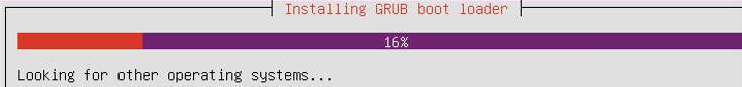 Installing GRUB boot loader
16%
Looking for other operating systems...